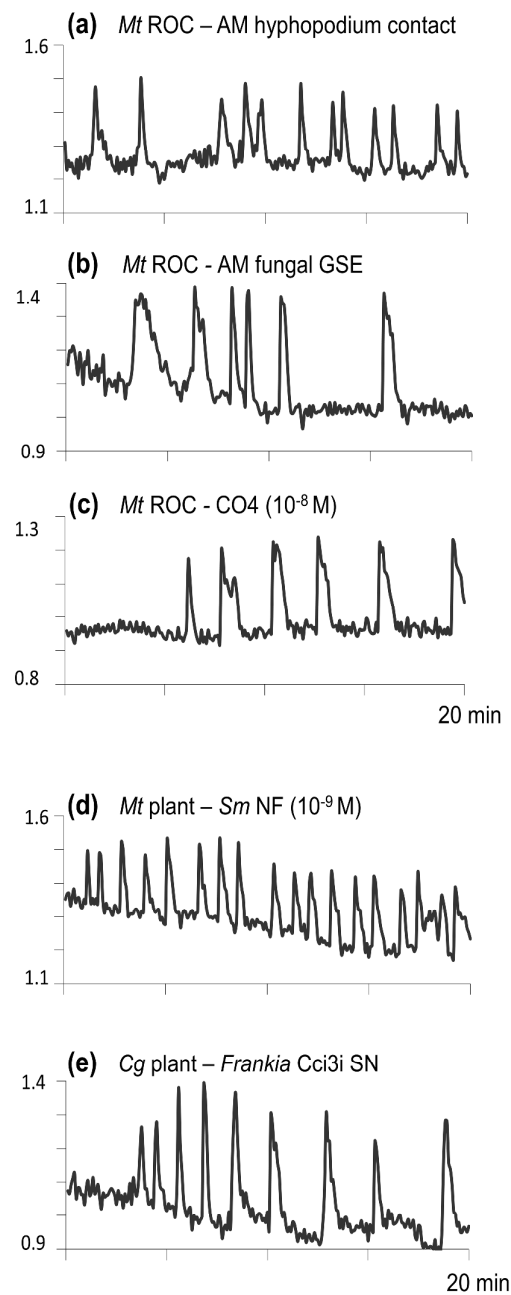 (a) Mt ROC – AM hyphopodium contact
1.6
1.1
(b) Mt ROC - AM fungal GSE
1.4
0.9
(c) Mt ROC - CO4 (10⁻⁸ M)
1.3
0.8
20 min
(d) Mt plant – Sm NF (10⁻⁹ M)
1.6
1.1
(e) Cg plant – Frankia Cci3i SN
1.4
0.9
20 min